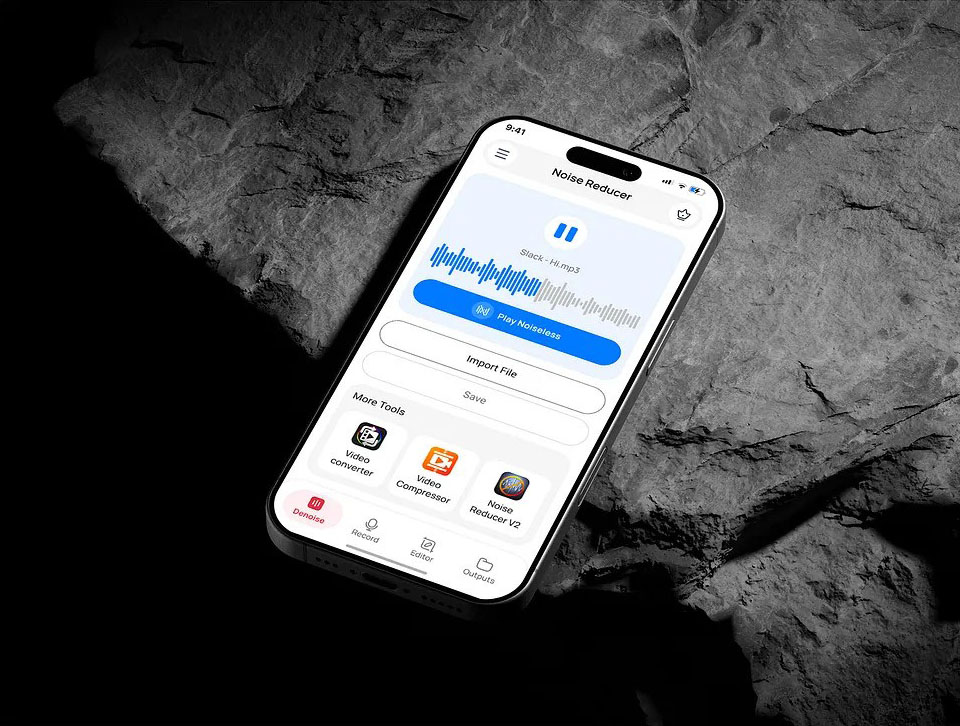 9:41
Noise Reducer
Slack - Hi.mp3
Play Noiseless
Import File
Save
More Tools
Video
converter
Video
Compressor
Noise
Reducer V2
Denoise
Record
Editor
Outputs